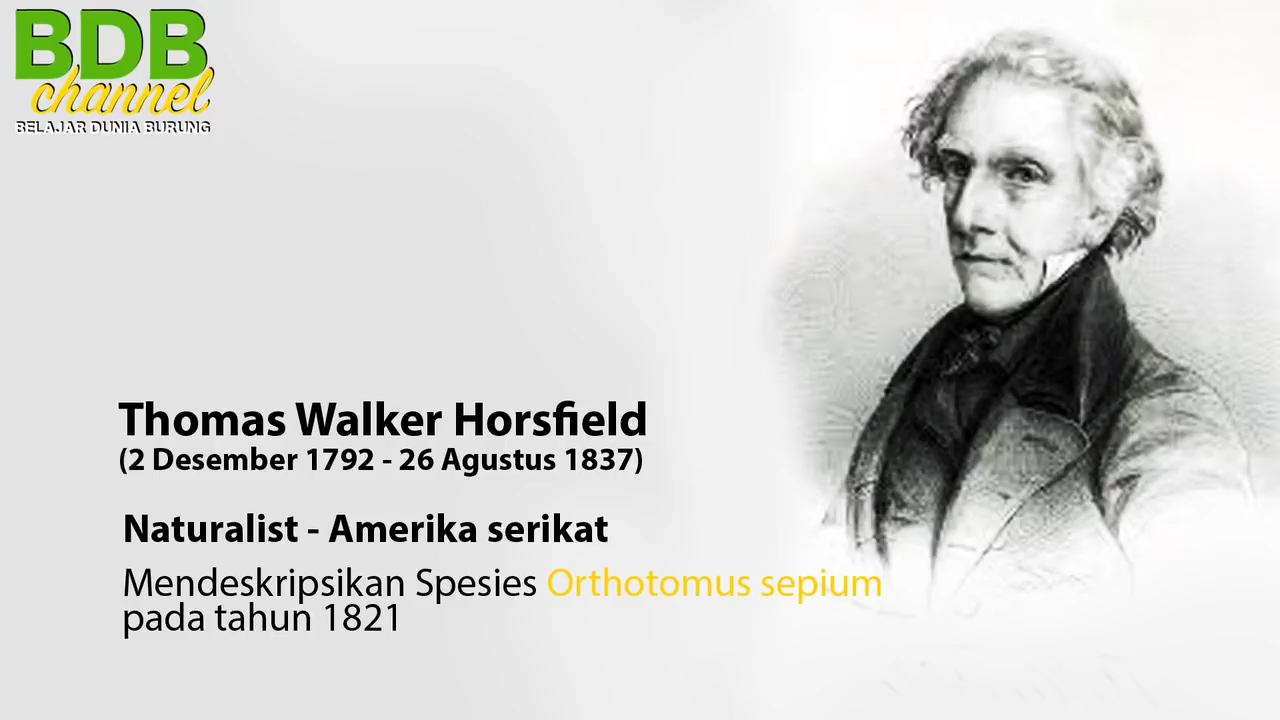 BDB
channel
BELAJAR DUNIA BURUNG
Thomas Walker Horsfield
(2 Desember 1792 - 26 Agustus 1837)
Naturalist - Amerika serikat
Mendeskripsikan Spesies Orthotomus sepium
pada tahun 1821